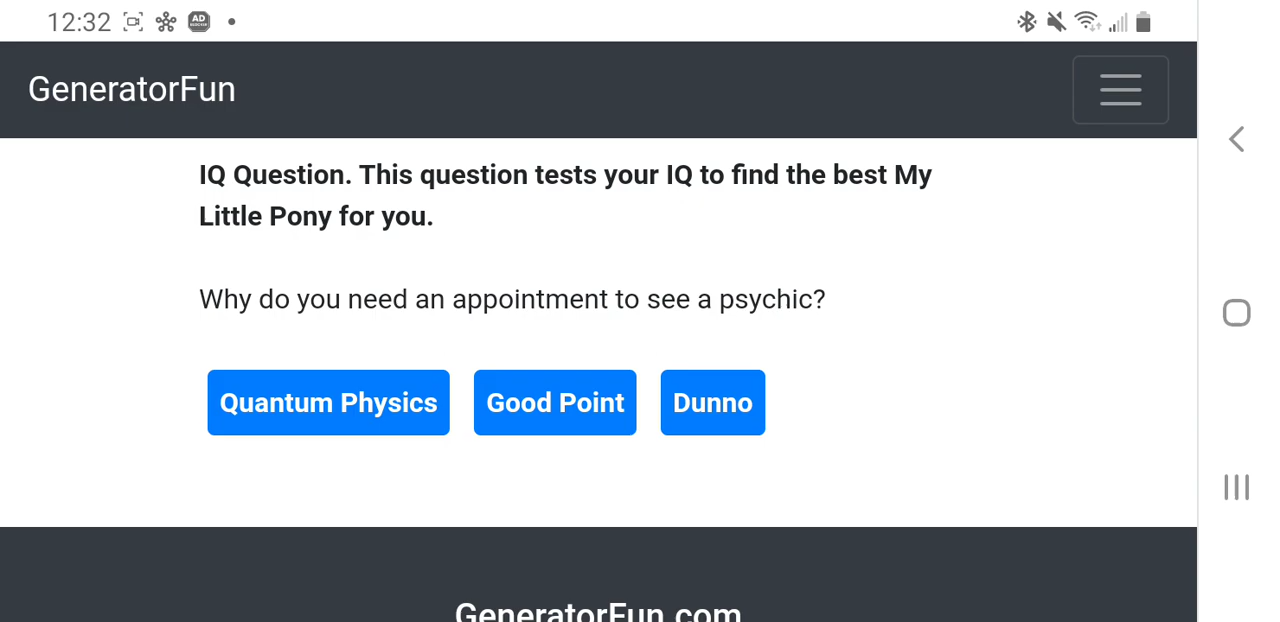 12:32
GeneratorFun
IQ Question. This question tests your IQ to find the best My
Little Pony for you.
Why do you need an appointment to see a psychic?
Quantum Physics Good Point Dunno
GeneratorFun.com